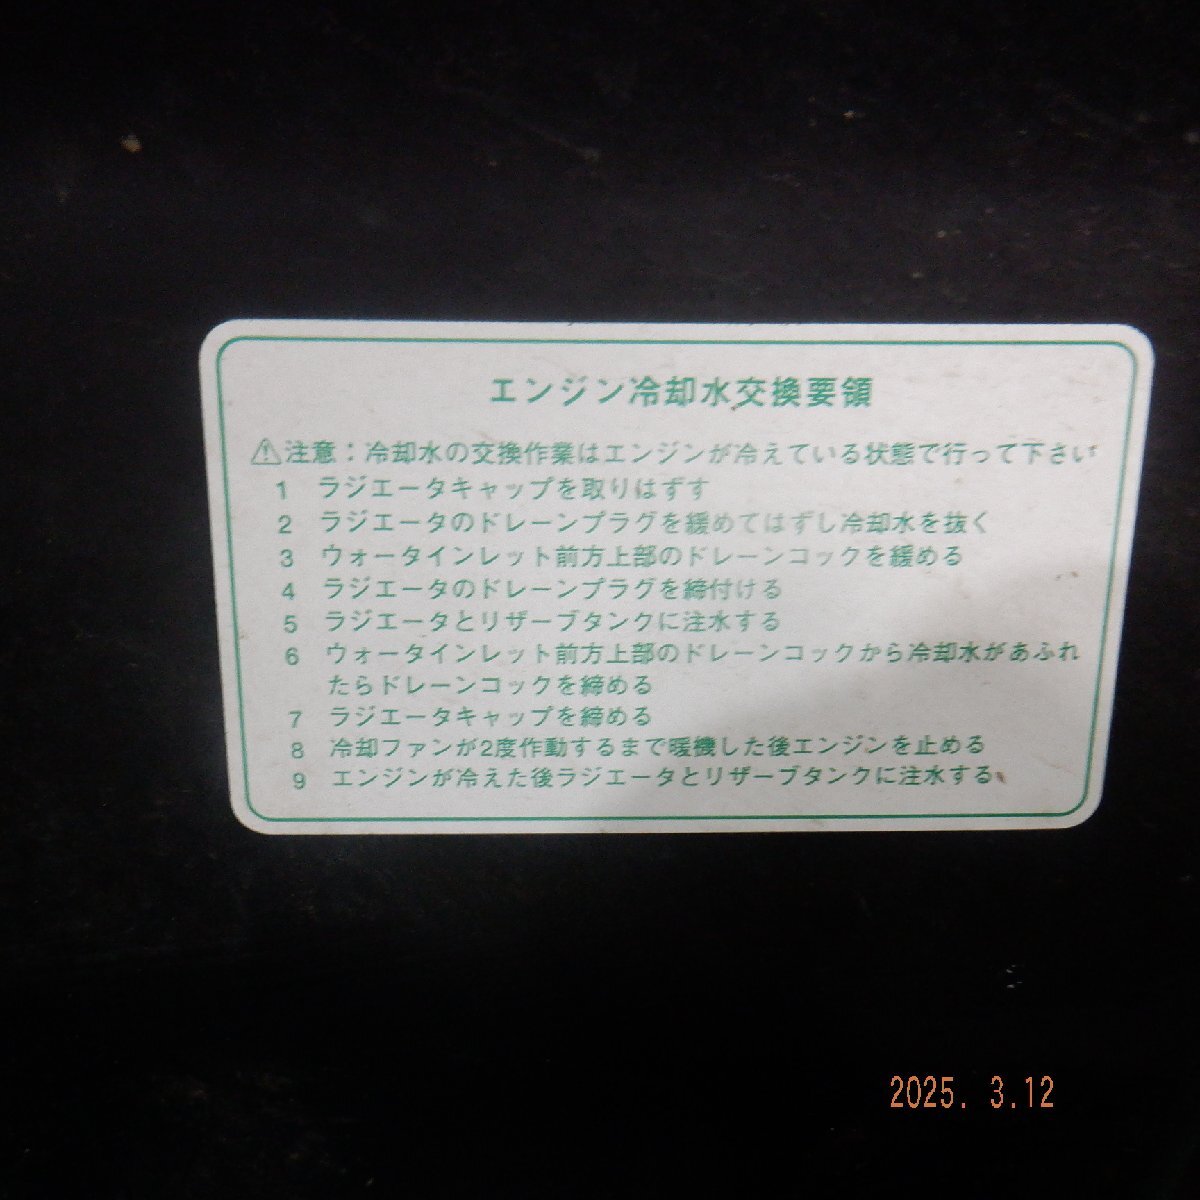 エンジン冷却水交換要領
⚠注意：冷却水の交換作業はエンジンが冷えている状態で行って下さい
1 ラジエータキャップを取りはずす
2 ラジエータのドレーンプラグを緩めてはずし冷却水を抜く
3 ウォータインレット前方上部のドレーンコックを緩める
4 ラジエータのドレーンプラグを締付ける
5 ラジエータとリザーブタンクに注水する
6 ウォータインレット前方上部のドレーンコックから冷却水があふれ
たらドレーンコックを締める
7 ラジエータキャップを締める
8 冷却ファンが2度作動するまで暖機した後エンジンを止める
9 エンジンが冷えた後ラジエータとリザーブタンクに注水する
2025. 3.12